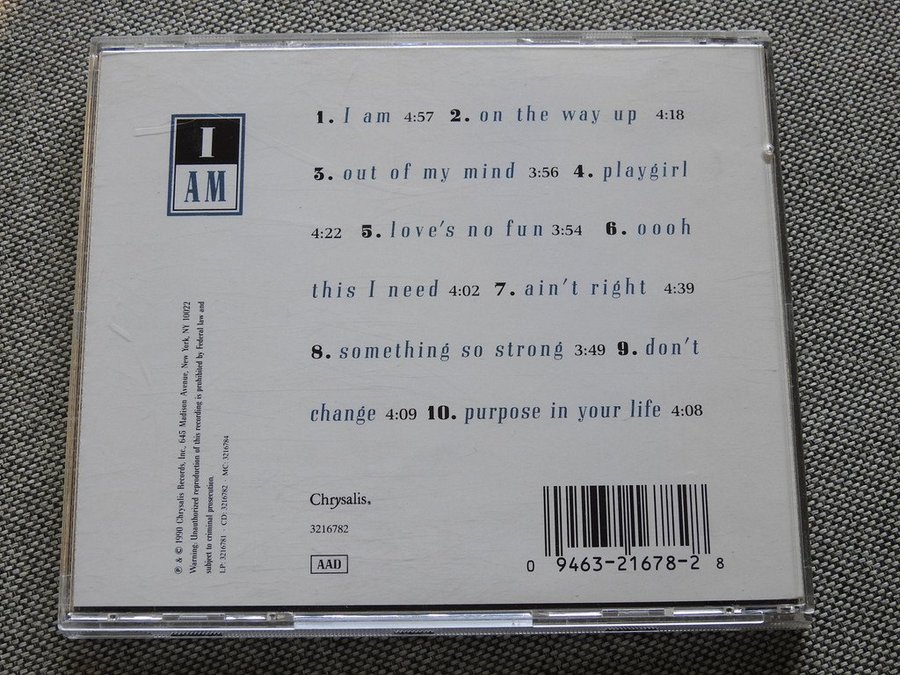 I
AM
1. I am 4:57 2. on the way up 4:18
3. out of my mind 3:56 4. playgirl
4:22 5. love's no fun 3:54 6. oooh
this I need 4:02 7. ain't right 4:39
8. something so strong 3:49 9. don't
change 4:09 10. purpose in your life 4:08
℗ & © 1990 Chrysalis Records, Inc., 645 Madison Avenue, New York, NY 10022
Warning: Unauthorized reproduction of this recording is prohibited by Federal law and
subject to criminal prosecution.
LP: 3216781 · CD: 3216782 · MC: 3216784
Chrysalis®
3216782
AAD
0 9463-21678-2 8